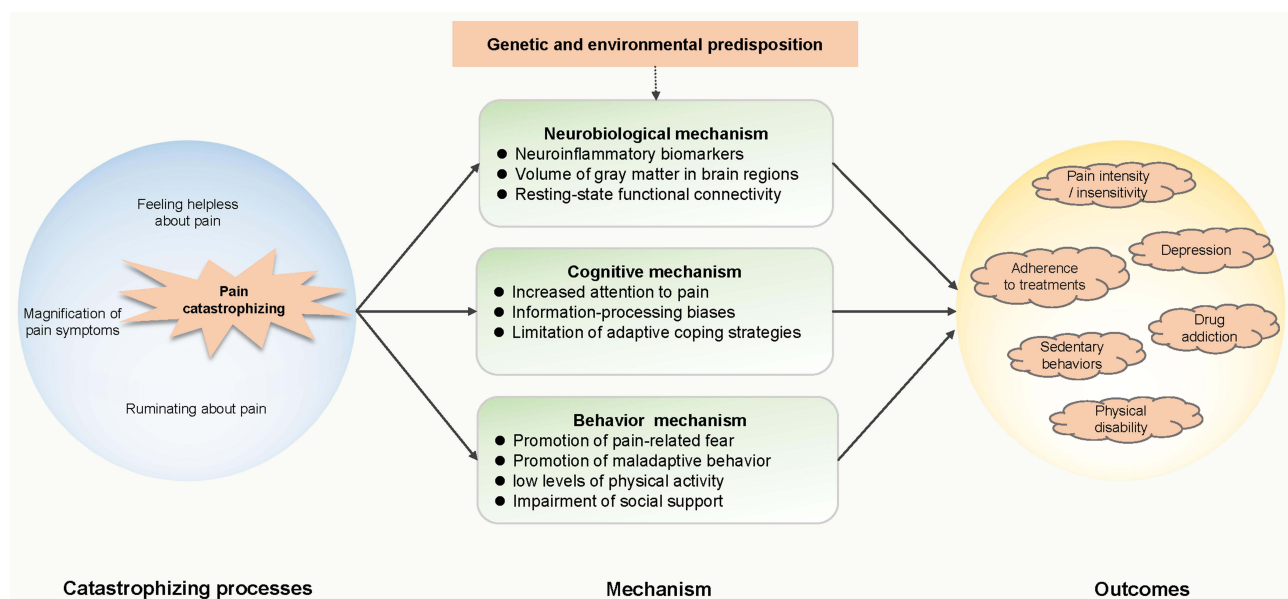 Genetic and environmental predisposition
Feeling helpless
about pain
Pain
catastrophizing
Magnification of
pain symptoms
Ruminating about pain
Neurobiological mechanism
● Neuroinflammatory biomarkers
● Volume of gray matter in brain regions
● Resting-state functional connectivity
Cognitive mechanism
● Increased attention to pain
● Information-processing biases
● Limitation of adaptive coping strategies
Behavior mechanism
● Promotion of pain-related fear
● Promotion of maladaptive behavior
● low levels of physical activity
● Impairment of social support
Pain intensity
/ insensitivity
Depression
Adherence
to treatments
Drug
addiction
Sedentary
behaviors
Physical
disability
Catastrophizing processes
Mechanism
Outcomes